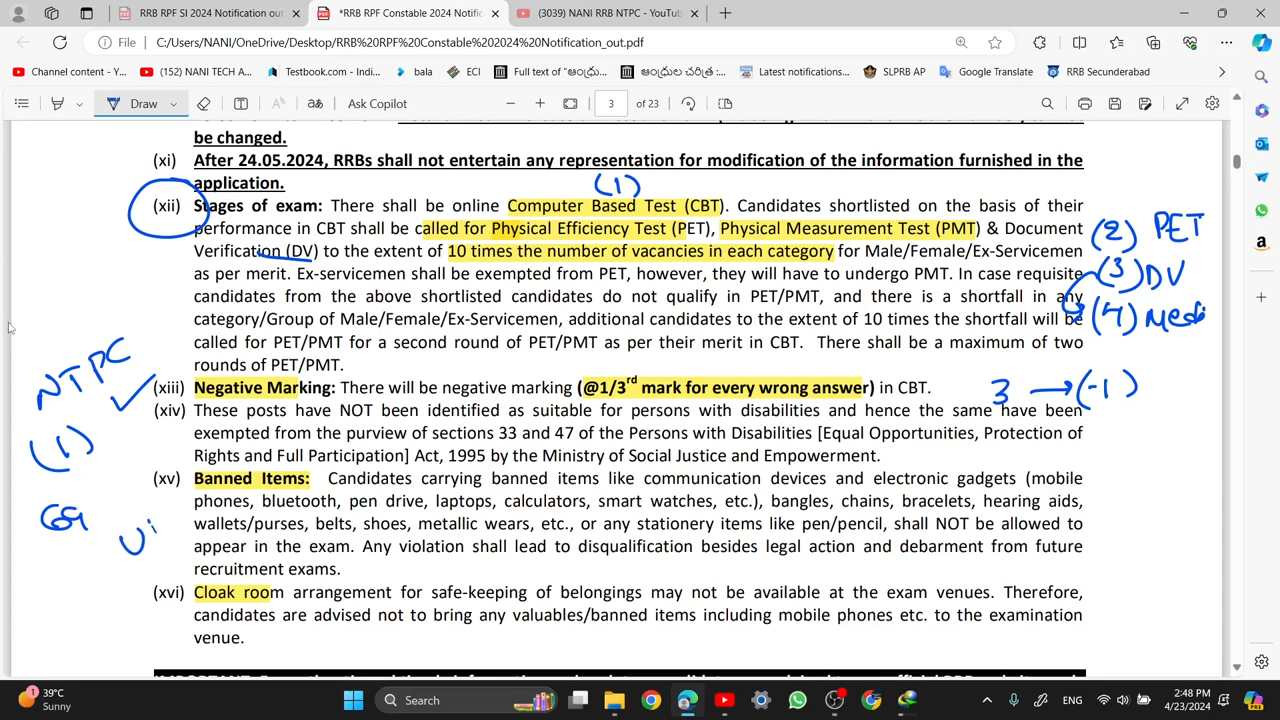 RRB RPF SI 2024 Notification out.
*RRB RPF Constable 2024 Notific
(3039) NANI RRB NTPC - YouTub
File
C:/Users/NANI/OneDrive/Desktop/RRB%20RPF%20Constable%202024%20Notification_out.pdf
Channel content - Y...
(152) NANI TECH A...
Testbook.com - Indi...
bala
ECI
Full text of "ఆంధ్రుల...
ఆంధ్రుల చరిత్ర :...
Latest notifications...
SLPRB AP
Google Translate
RRB Secunderabad
Draw
Ask Copilot
3 of 23
be changed.
(xi) After 24.05.2024, RRBs shall not entertain any representation for modification of the information furnished in the
application.
(1)
(xii) Stages of exam: There shall be online Computer Based Test (CBT). Candidates shortlisted on the basis of their
performance in CBT shall be called for Physical Efficiency Test (PET), Physical Measurement Test (PMT) & Document
(2) PET
Verification (DV) to the extent of 10 times the number of vacancies in each category for Male/Female/Ex-Servicemen
as per merit. Ex-servicemen shall be exempted from PET, however, they will have to undergo PMT. In case requisite
(3) DV
candidates from the above shortlisted candidates do not qualify in PET/PMT, and there is a shortfall in any
category/Group of Male/Female/Ex-Servicemen, additional candidates to the extent of 10 times the shortfall will be
(4) Medi
called for PET/PMT for a second round of PET/PMT as per their merit in CBT. There shall be a maximum of two
rounds of PET/PMT.
NTPC
(xiii) Negative Marking: There will be negative marking (@1/3rd mark for every wrong answer) in CBT.
3 → (-1)
(xiv) These posts have NOT been identified as suitable for persons with disabilities and hence the same have been
exempted from the purview of sections 33 and 47 of the Persons with Disabilities [Equal Opportunities, Protection of
(1)
Rights and Full Participation] Act, 1995 by the Ministry of Social Justice and Empowerment.
(xv) Banned Items: Candidates carrying banned items like communication devices and electronic gadgets (mobile
phones, bluetooth, pen drive, laptops, calculators, smart watches, etc.), bangles, chains, bracelets, hearing aids,
wallets/purses, belts, shoes, metallic wears, etc., or any stationery items like pen/pencil, shall NOT be allowed to
appear in the exam. Any violation shall lead to disqualification besides legal action and debarment from future
recruitment exams.
(xvi) Cloak room arrangement for safe-keeping of belongings may not be available at the exam venues. Therefore,
candidates are advised not to bring any valuables/banned items including mobile phones etc. to the examination
venue.
39°C
Sunny
Search
ENG
2:48 PM
4/23/2024